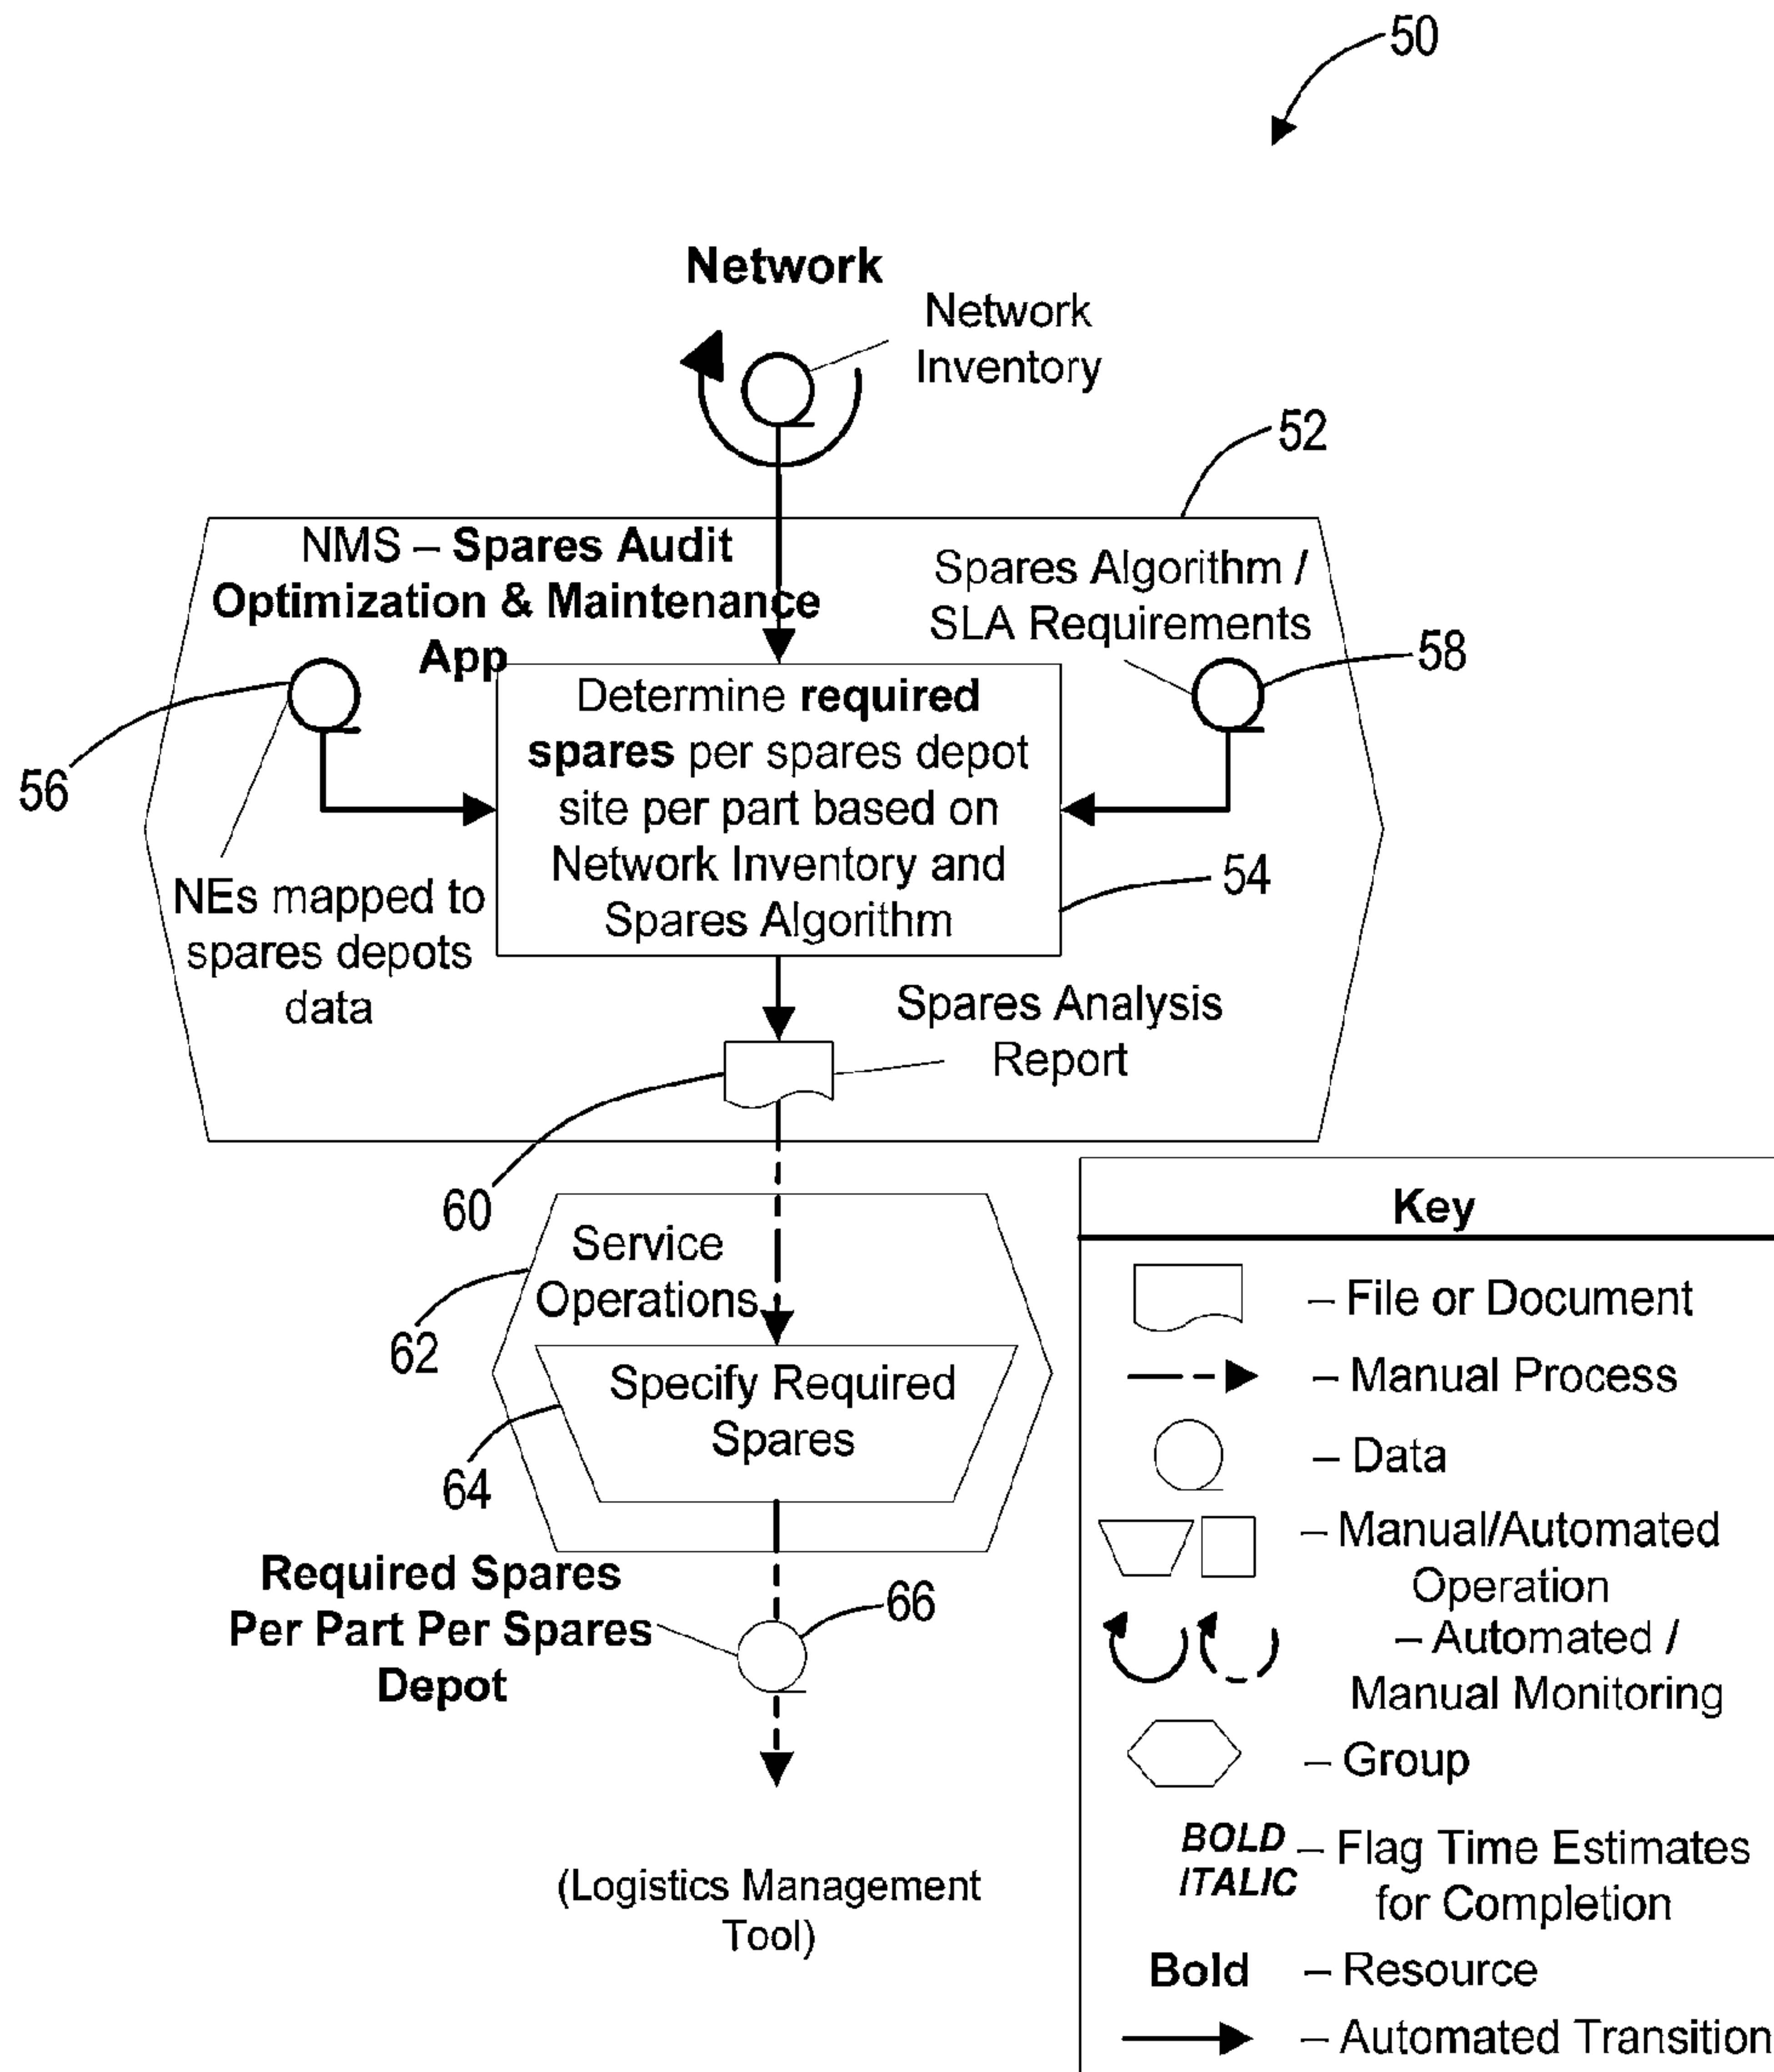 50
Network
Network
Inventory
52
NMS – Spares Audit
Optimization & Maintenance
App
Spares Algorithm /
SLA Requirements
58
56
Determine required
spares per spares depot
site per part based on
Network Inventory and
Spares Algorithm
54
NEs mapped to
spares depots
data
Spares Analysis
Report
60
Service
Operations
62
Specify Required
Spares
64
Required Spares
Per Part Per Spares
Depot
66
(Logistics Management
Tool)
Key
– File or Document
– Manual Process
– Data
– Manual/Automated
Operation
– Automated /
Manual Monitoring
– Group
BOLD – Flag Time Estimates
ITALIC for Completion
Bold – Resource
– Automated Transition